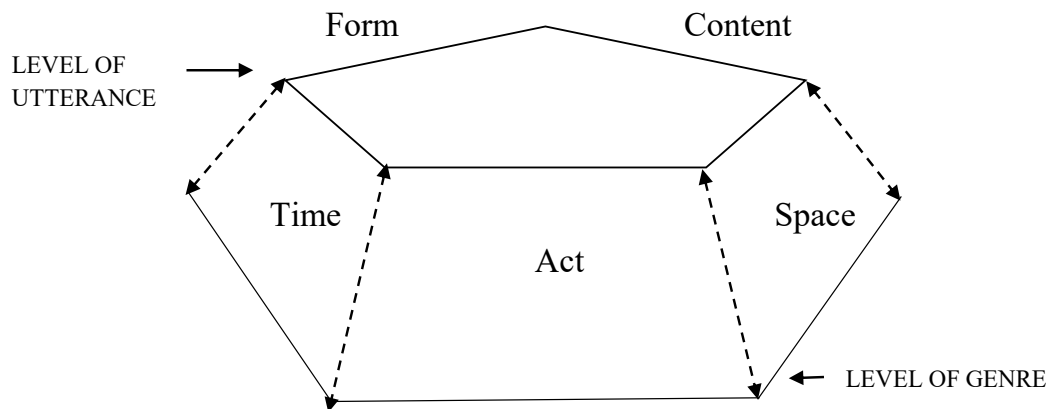 Form
Content
LEVEL OF
UTTERANCE
Time
Space
Act
LEVEL OF GENRE